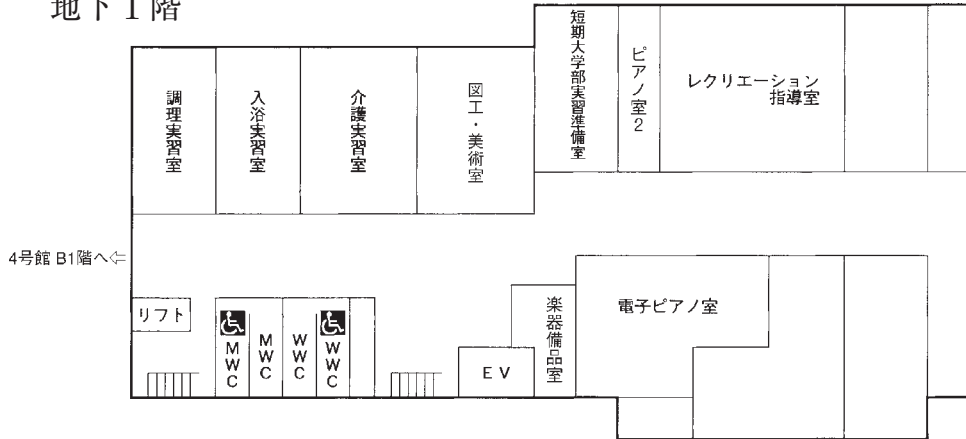 地下1階
調理実習室
入浴実習室
介護実習室
図工・美術室
短期大学部実習準備室
ピアノ室2
レクリエーション
指導室
4号館 B1階へ⇦
リフト
MWC
MWC
WWC
WWC
EV
楽器備品室
電子ピアノ室